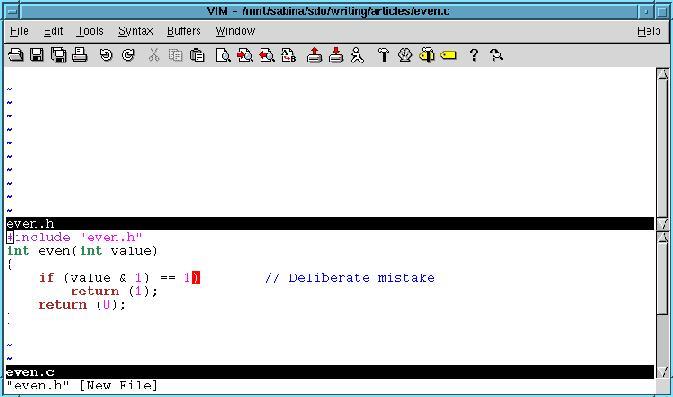 VIM - /mnt/sabina/sdo/writing/articles/even.c
File Edit Tools Syntax Buffers Window Help
~
~
~
~
~
~
~
~
even.h
#include "even.h"
int even(int value)
{
    if (value & 1) == 1)        // Deliberate mistake
        return (1);
    return (0);
}
~
~
even.c
"even.h" [New File]